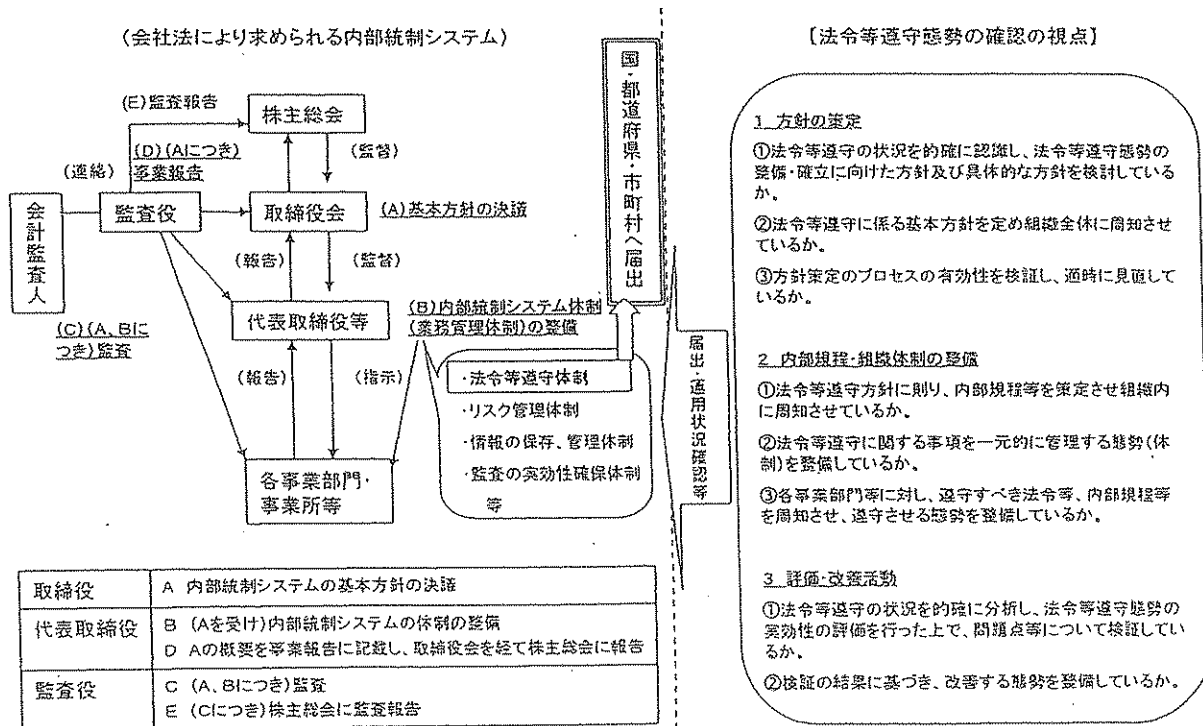 (会社法により求められる内部統制システム)
(E)監査報告
株主総会
(D)(Aにつき)
事業報告
(監督)
(連絡)
会計監査人
監査役
取締役会
(A)基本方針の決議
(報告)
(監督)
代表取締役等
(B)内部統制システム体制
(業務管理体制)の整備
(C)(A、Bに
つき)監査
(報告)
(指示)
・法令等遵守体制
・リスク管理体制
・情報の保存、管理体制
・監査の実効性確保体制
等
各事業部門・
事業所等
国・都道府県・市町村へ届出
届出・運用状況確認等
取締役
A 内部統制システムの基本方針の決議
代表取締役
B (Aを受け)内部統制システムの体制の整備
D Aの概要を事業報告に記載し、取締役会を経て株主総会に報告
監査役
C (A、Bにつき)監査
E (Cにつき)株主総会に監査報告
【法令等遵守態勢の確認の視点】
1 方針の策定
①法令等遵守の状況を的確に認識し、法令等遵守態勢の
整備・確立に向けた方針及び具体的な方針を検討している
か。
②法令等遵守に係る基本方針を定め組織全体に周知させ
ているか。
③方針策定のプロセスの有効性を検証し、適時に見直して
いるか。
2 内部規程・組織体制の整備
①法令等遵守方針に則り、内部規程等を策定させ組織内
に周知させているか。
②法令等遵守に関する事項を一元的に管理する態勢(体
制)を整備しているか。
③各事業部門等に対し、遵守すべき法令等、内部規程等
を周知させ、遵守させる態勢を整備しているか。
3 評価・改善活動
①法令等遵守の状況を的確に分析し、法令等遵守態勢の
実効性の評価を行った上で、問題点等について検証してい
るか。
②検証の結果に基づき、改善する態勢を整備しているか。